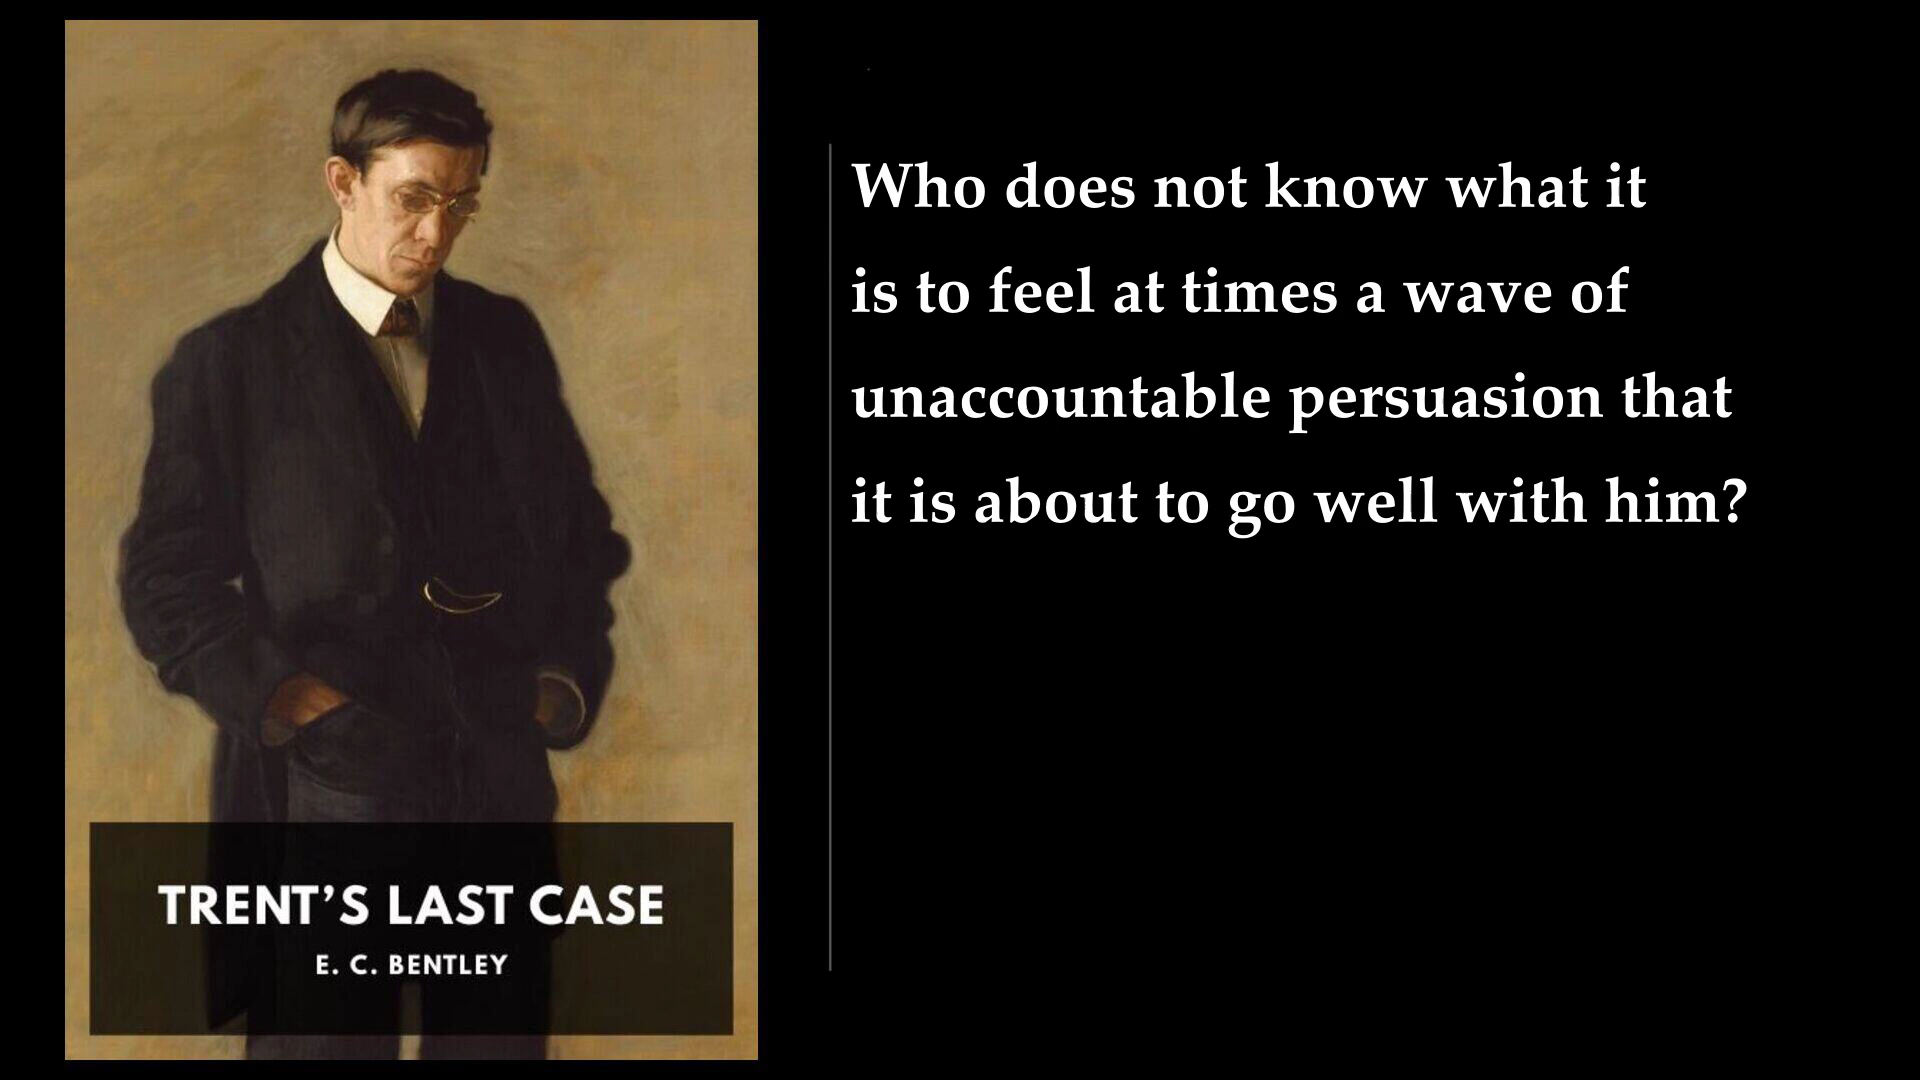 Who does not know what it
is to feel at times a wave of
unaccountable persuasion that
it is about to go well with him?
TRENT’S LAST CASE
E. C. BENTLEY